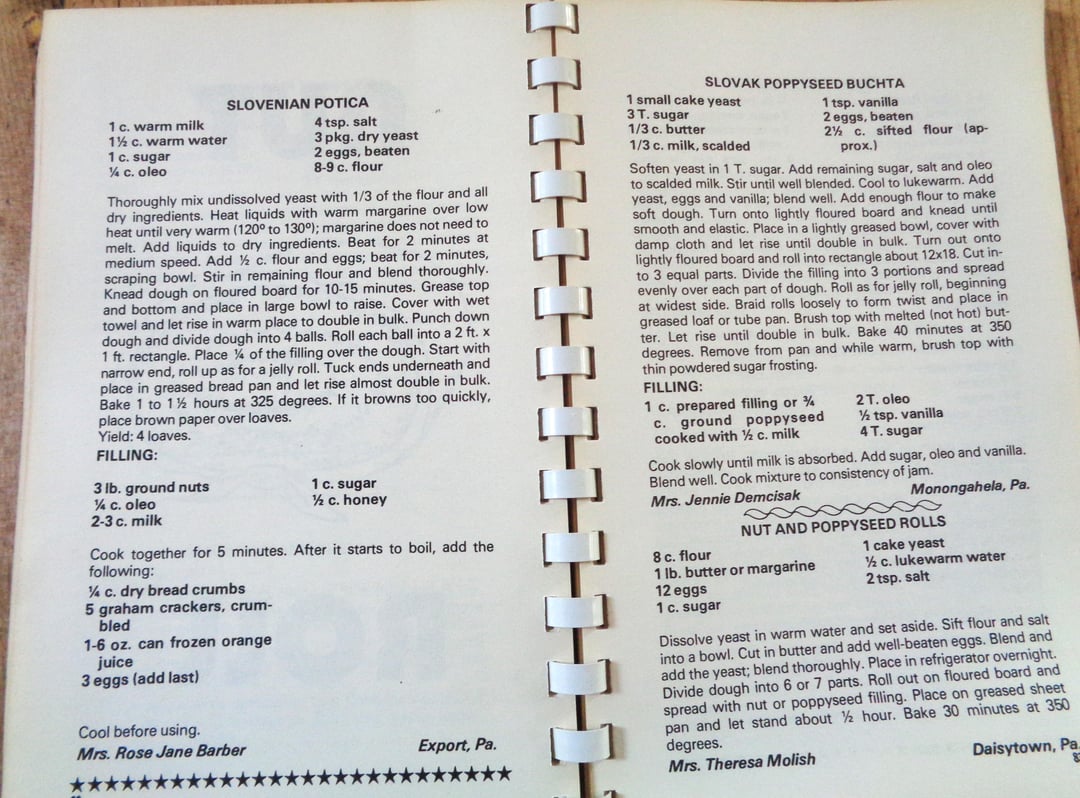 SLOVENIAN POTICA
1 c. warm milk
1½ c. warm water
1 c. sugar
¼ c. oleo
4 tsp. salt
3 pkg. dry yeast
2 eggs, beaten
8-9 c. flour
Thoroughly mix undissolved yeast with 1/3 of the flour and all
dry ingredients. Heat liquids with warm margarine over low
heat until very warm (120° to 130°); margarine does not need to
melt. Add liquids to dry ingredients. Beat for 2 minutes at
medium speed. Add ½ c. flour and eggs; beat for 2 minutes,
scraping bowl. Stir in remaining flour and blend thoroughly.
Knead dough on floured board for 10-15 minutes. Grease top
and bottom and place in large bowl to raise. Cover with wet
towel and let rise in warm place to double in bulk. Punch down
dough and divide dough into 4 balls. Roll each ball into a 2 ft. x
1 ft. rectangle. Place ¼ of the filling over the dough. Start with
narrow end, roll up as for a jelly roll. Tuck ends underneath and
place in greased bread pan and let rise almost double in bulk.
Bake 1 to 1½ hours at 325 degrees. If it browns too quickly,
place brown paper over loaves.
Yield: 4 loaves.
FILLING:
3 lb. ground nuts
¼ c. oleo
2-3 c. milk
1 c. sugar
½ c. honey
Cook together for 5 minutes. After it starts to boil, add the
following:
¼ c. dry bread crumbs
5 graham crackers, crum-
bled
1-6 oz. can frozen orange
juice
3 eggs (add last)
Cool before using.
Mrs. Rose Jane Barber Export, Pa.
SLOVAK POPPYSEED BUCHTA
1 small cake yeast
3 T. sugar
1/3 c. butter
1/3 c. milk, scalded
1 tsp. vanilla
2 eggs, beaten
2½ c. sifted flour (ap-
prox.)
Soften yeast in 1 T. sugar. Add remaining sugar, salt and oleo
to scalded milk. Stir until well blended. Cool to lukewarm. Add
yeast, eggs and vanilla; blend well. Add enough flour to make
soft dough. Turn onto lightly floured board and knead until
smooth and elastic. Place in a lightly greased bowl, cover with
damp cloth and let rise until double in bulk. Turn out onto
lightly floured board and roll into rectangle about 12x18. Cut in-
to 3 equal parts. Divide the filling into 3 portions and spread
evenly over each part of dough. Roll as for jelly roll, beginning
at widest side. Braid rolls loosely to form twist and place in
greased loaf or tube pan. Brush top with melted (not hot) but-
ter. Let rise until double in bulk. Bake 40 minutes at 350
degrees. Remove from pan and while warm, brush top with
thin powdered sugar frosting.
FILLING:
1 c. prepared filling or ¾
c. ground poppyseed
cooked with ½ c. milk
2 T. oleo
½ tsp. vanilla
4 T. sugar
Cook slowly until milk is absorbed. Add sugar, oleo and vanilla.
Blend well. Cook mixture to consistency of jam.
Mrs. Jennie Demcisak Monongahela, Pa.
NUT AND POPPYSEED ROLLS
8 c. flour
1 lb. butter or margarine
12 eggs
1 c. sugar
1 cake yeast
½ c. lukewarm water
2 tsp. salt
Dissolve yeast in warm water and set aside. Sift flour and salt
into a bowl. Cut in butter and add well-beaten eggs. Blend and
add the yeast; blend thoroughly. Place in refrigerator overnight.
Divide dough into 6 or 7 parts. Roll out on floured board and
spread with nut or poppyseed filling. Place on greased sheet
pan and let stand about ½ hour. Bake 30 minutes at 350
degrees.
Mrs. Theresa Molish Daisytown, Pa.